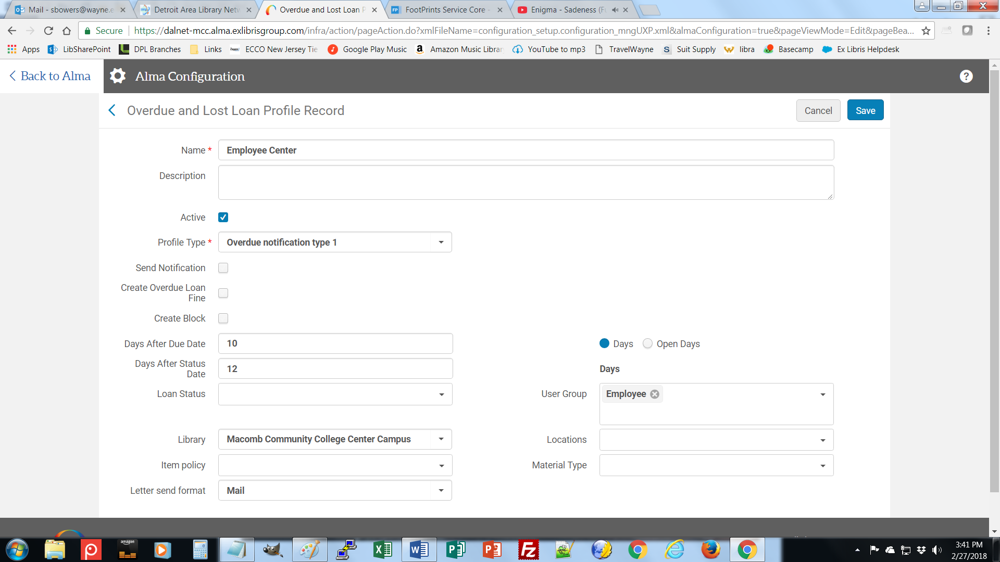 Mail - sbowers@wayne.e
Detroit Area Library Netw
Overdue and Lost Loan P
FootPrints Service Core -
Enigma - Sadeness (Fu
Secure
https://dalnet-mcc.alma.exlibrisgroup.com/infra/action/pageAction.do?xmlFileName=configuration_setup.configuration_mngUXP.xml&almaConfiguration=true&pageViewMode=Edit&pageBea...
Apps
LibSharePoint
DPL Branches
Links
ECCO New Jersey Tie
Google Play Music
Amazon Music Librar
YouTube to mp3
TravelWayne
Suit Supply
libra
Basecamp
Ex Libris Helpdesk
Back to Alma
Alma Configuration
?
Overdue and Lost Loan Profile Record
Cancel
Save
Name *
Employee Center
Description
Active
Profile Type *
Overdue notification type 1
Send Notification
Create Overdue Loan
Fine
Create Block
Days After Due Date
10
Days
Open Days
Days After Status
Date
12
Days
Loan Status
User Group
Employee
Library
Macomb Community College Center Campus
Locations
Item policy
Material Type
Letter send format
Mail
amazon
3:41 PM
2/27/2018